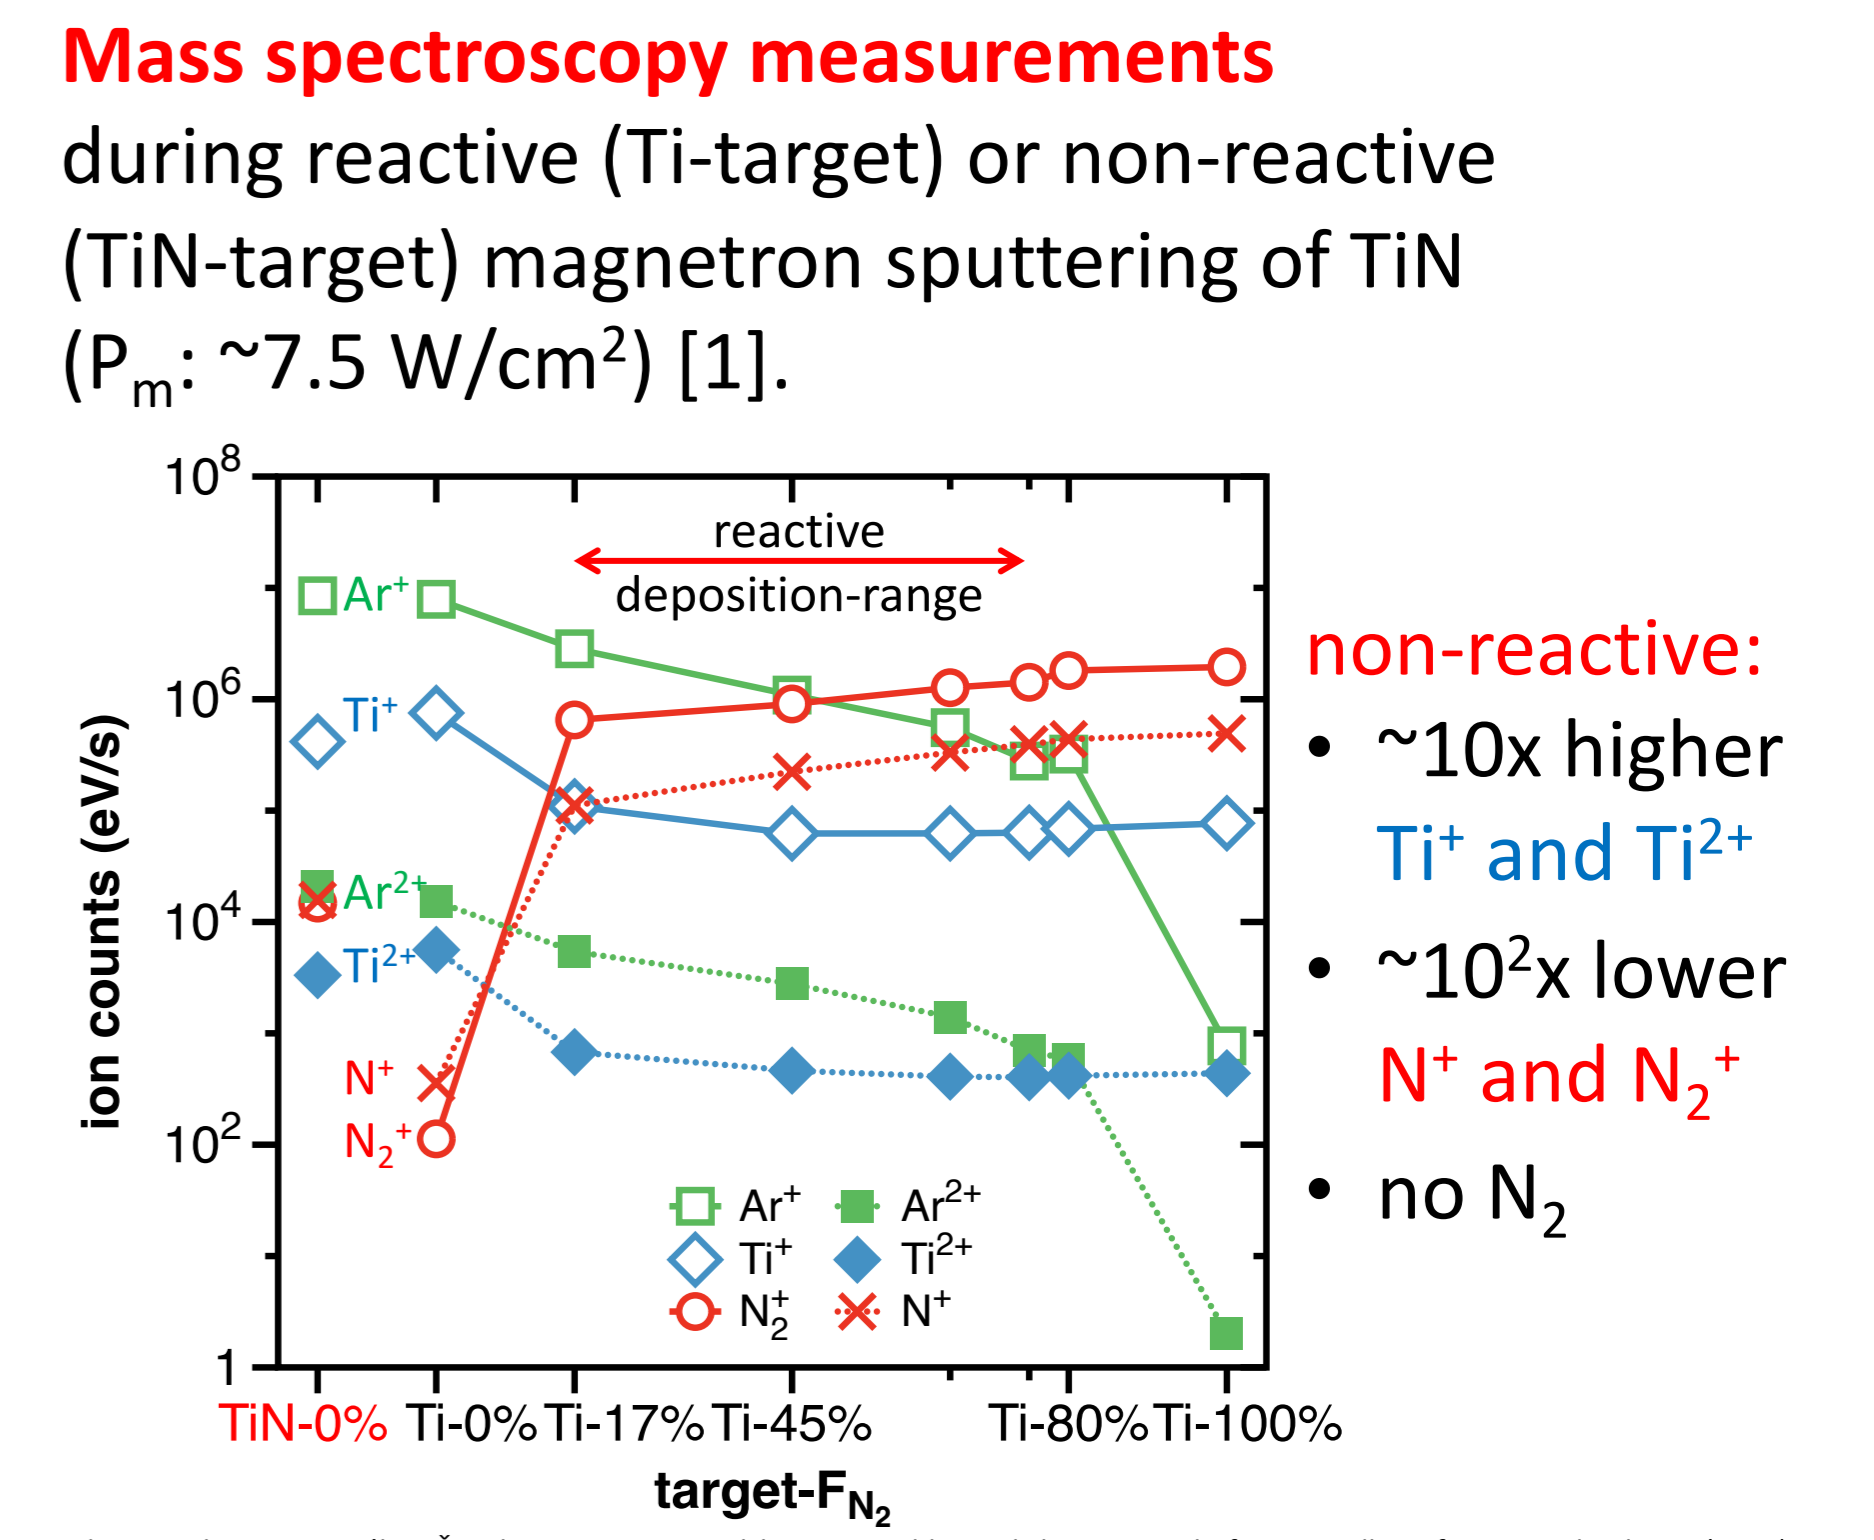 Mass spectroscopy measurements
during reactive (Ti-target) or non-reactive
(TiN-target) magnetron sputtering of TiN
(Pₘ: ~7.5 W/cm²) [1].
10⁸
10⁶
10⁴
10²
1
ion counts (eV/s)
reactive
deposition-range
Ar⁺
Ti⁺
Ar²⁺
Ti²⁺
N⁺
N₂⁺
Ar⁺ Ar²⁺
Ti⁺ Ti²⁺
N₂⁺ N⁺
TiN-0% Ti-0% Ti-17% Ti-45% Ti-80% Ti-100%
target-F_N₂
non-reactive:
• ~10x higher
Ti⁺ and Ti²⁺
• ~10²x lower
N⁺ and N₂⁺
• no N₂